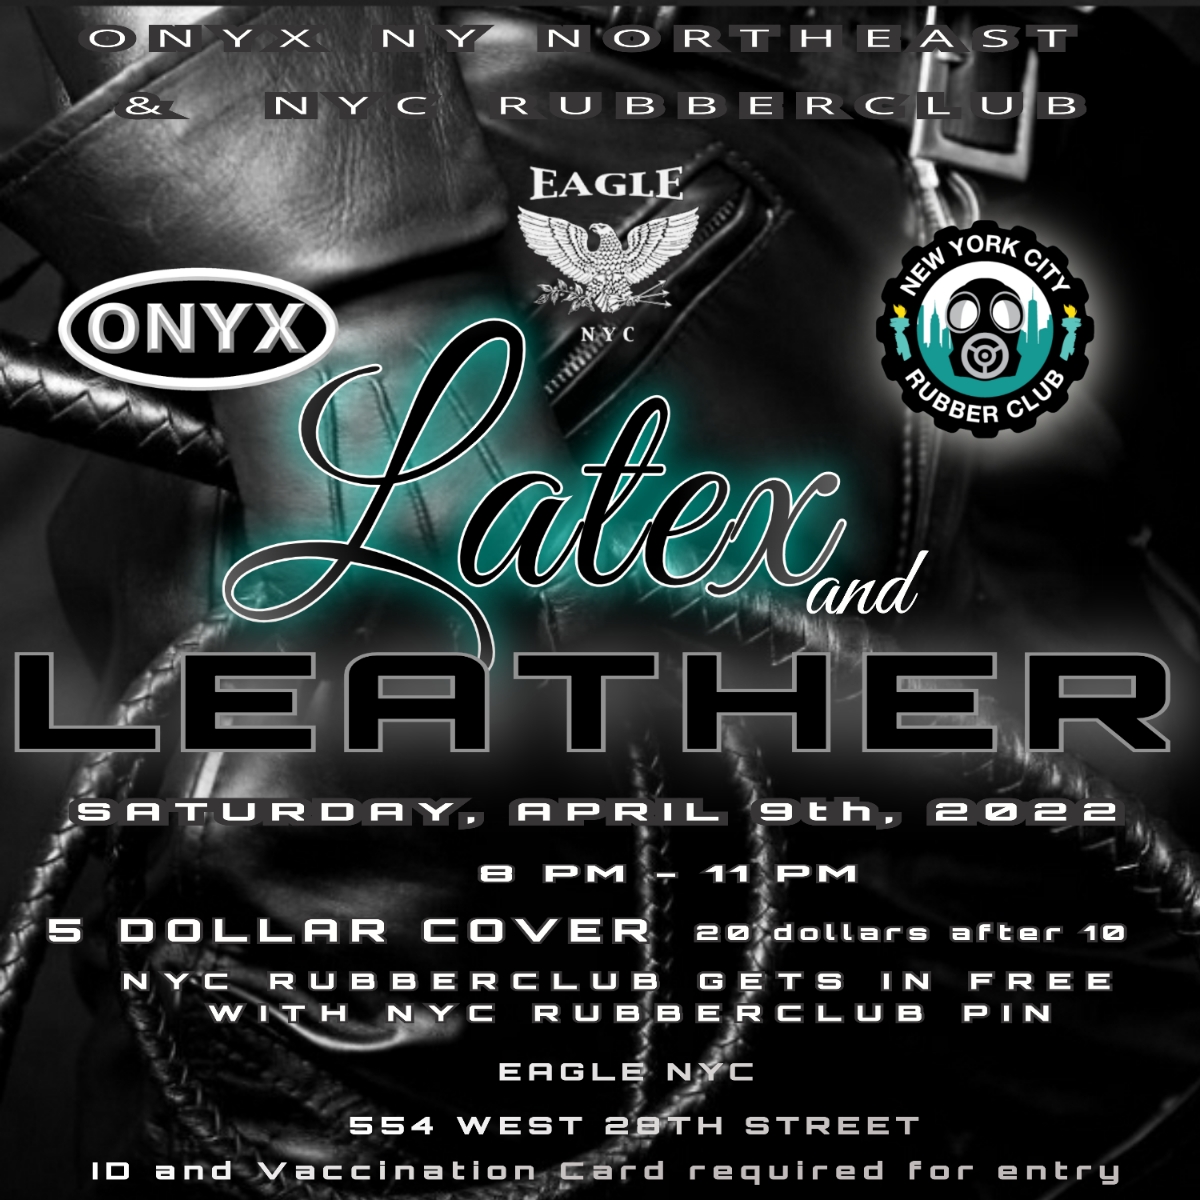 ONYX NY NORTHEAST
& NYC RUBBERCLUB
EAGLE
NYC
ONYX
NEW YORK CITY
RUBBER CLUB
Latex
and
LEATHER
SATURDAY, APRIL 9th, 2022
8 PM - 11 PM
5 DOLLAR COVER 20 dollars after 10
NYC RUBBERCLUB GETS IN FREE
WITH NYC RUBBERCLUB PIN
EAGLE NYC
554 WEST 28TH STREET
ID and Vaccination Card required for entry